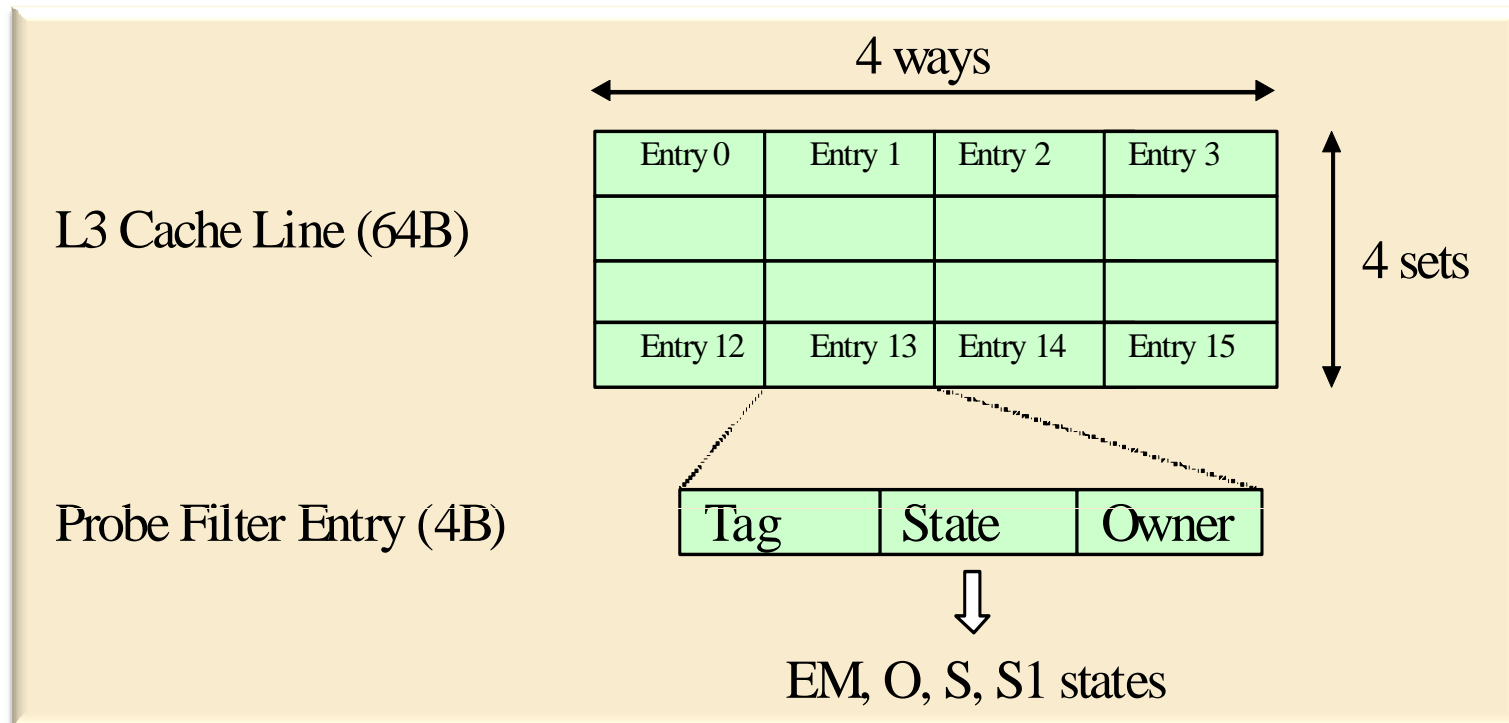 4 ways
Entry 0 Entry 1 Entry 2 Entry 3
L3 Cache Line (64B)
4 sets
Entry 12 Entry 13 Entry 14 Entry 15
Probe Filter Entry (4B)
Tag State Owner
EM, O, S, S1 states